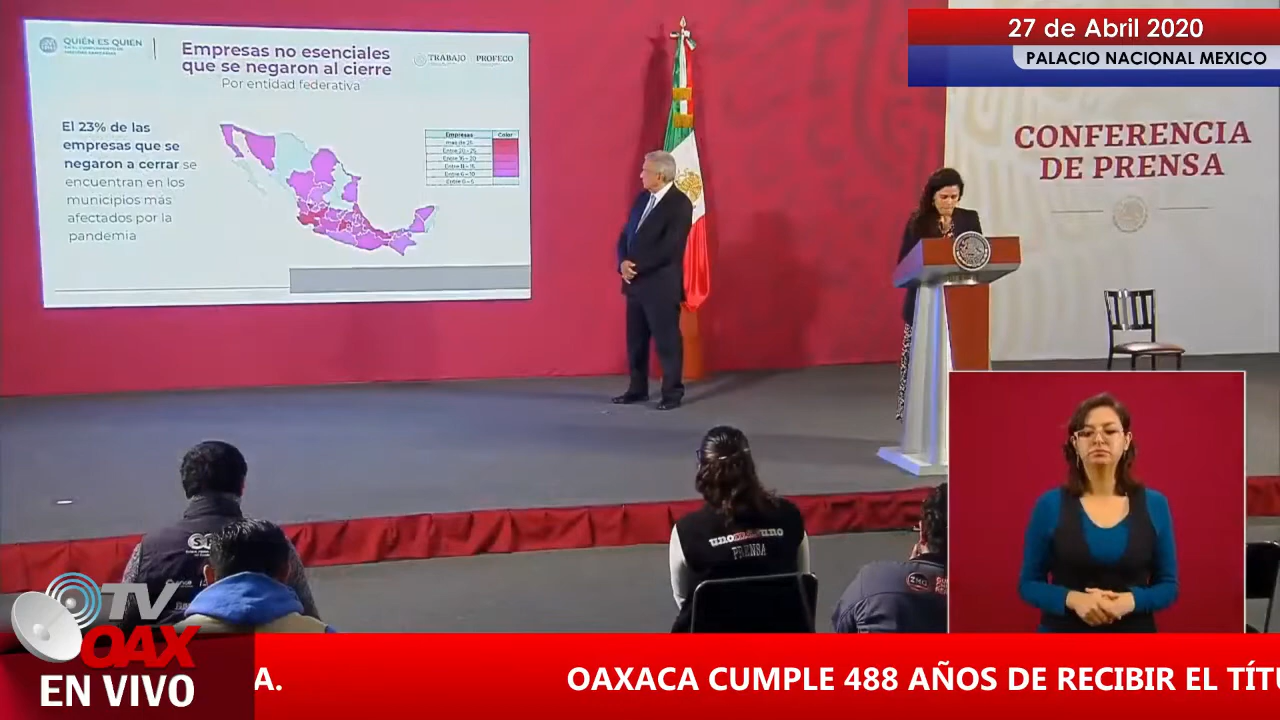 QUIÉN ES QUIEN
Empresas no esenciales
que se negaron al cierre
Por entidad federativa
TRABAJO PROFECO
El 23% de las
empresas que se
negaron a cerrar se
encuentran en los
municipios más
afectados por la
pandemia
Empresas Color
27 de Abril 2020
PALACIO NACIONAL MEXICO
CONFERENCIA
DE PRENSA
PRENSA
TV
OAX
EN VIVO
A. OAXACA CUMPLE 488 AÑOS DE RECIBIR EL TÍTU